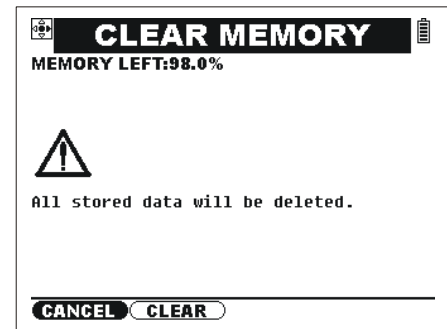 CLEAR MEMORY
MEMORY LEFT:98.0%
All stored data will be deleted.
CANCEL CLEAR